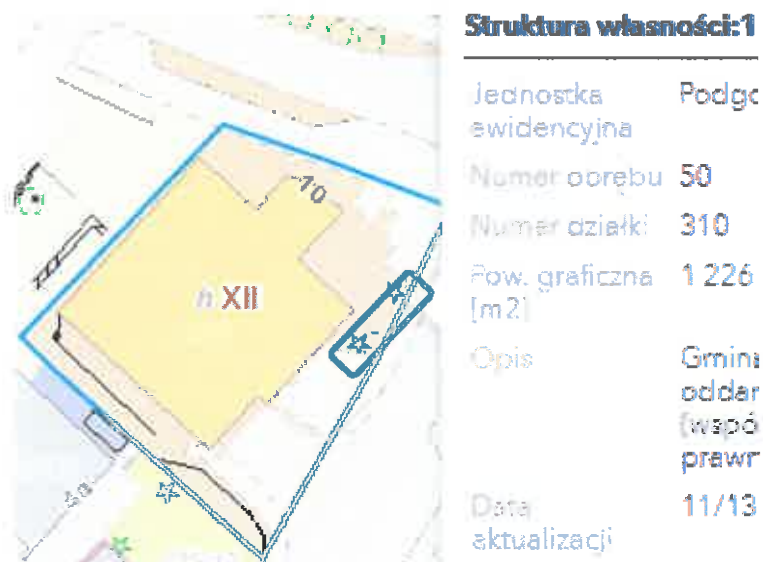 Struktura własności:1
Jednostka Podgo
ewidencyjna
Numer obrębu 50
Numer działki 310
Pow. graficzna 1 226
[m2]
Opis Gmina
oddan
(wspó
prawn
Data 11/13
aktualizacji
10
h XII